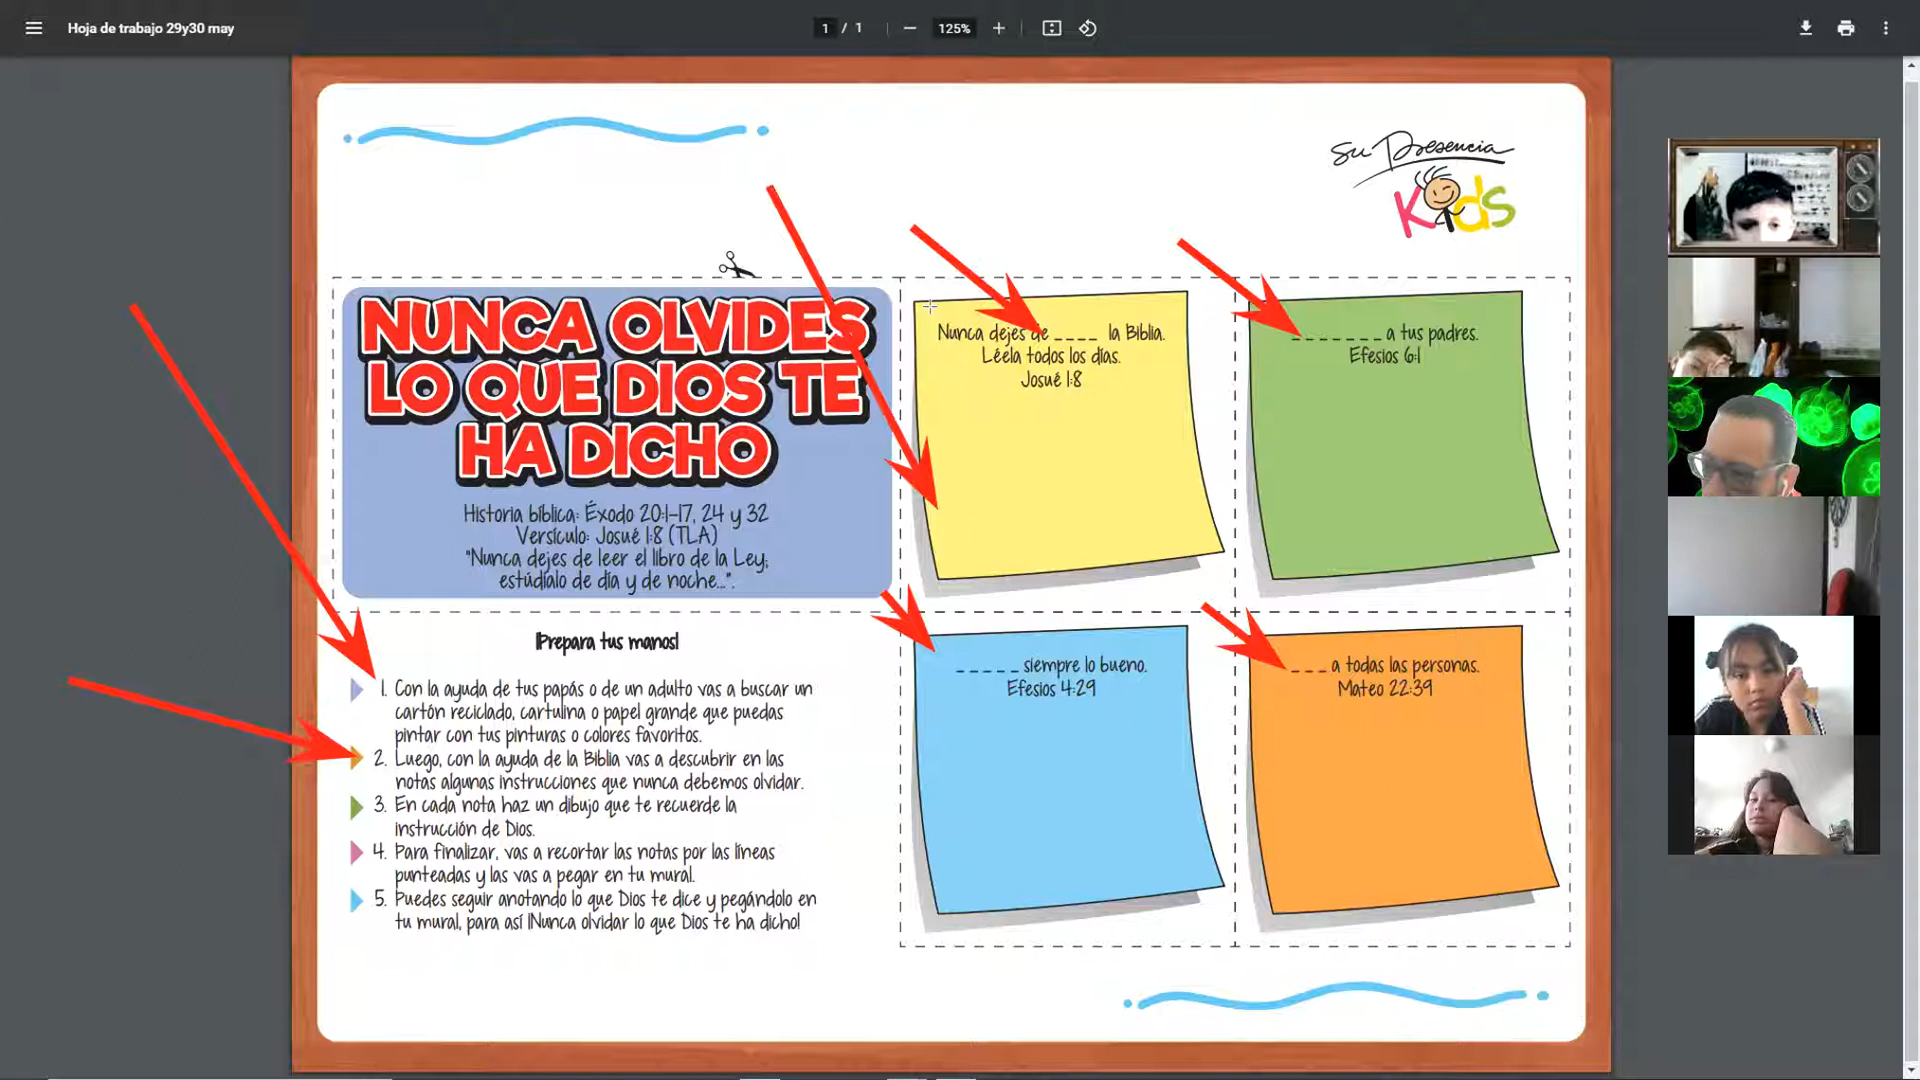 Hoja de trabajo 29y30 may
1 / 1
125%
Su Presencia
Kids
NUNCA OLVIDES
LO QUE DIOS TE
HA DICHO
Historia bíblica: Éxodo 20:1-17, 24 y 32
Versículo: Josué 1:8 (TLA)
"Nunca dejes de leer el libro de la Ley;
estúdialo de día y de noche...".
Nunca dejes de _ _ _ _ la Biblia.
Léela todos los días.
Josué 1:8
_ _ _ _ _ _ _ a tus padres.
Efesios 6:1
¡Prepara tus manos!
1. Con la ayuda de tus papás o de un adulto vas a buscar un
cartón reciclado, cartulina o papel grande que puedas
pintar con tus pinturas o colores favoritos.
2. Luego, con la ayuda de la Biblia vas a descubrir en las
notas algunas instrucciones que nunca debemos olvidar.
3. En cada nota haz un dibujo que te recuerde la
instrucción de Dios.
4. Para finalizar, vas a recortar las notas por las líneas
punteadas y las vas a pegar en tu mural.
5. Puedes seguir anotando lo que Dios te dice y pegándolo en
tu mural, para así ¡Nunca olvidar lo que Dios te ha dicho!
_ _ _ _ _ siempre lo bueno.
Efesios 4:29
_ _ _ a todas las personas.
Mateo 22:39